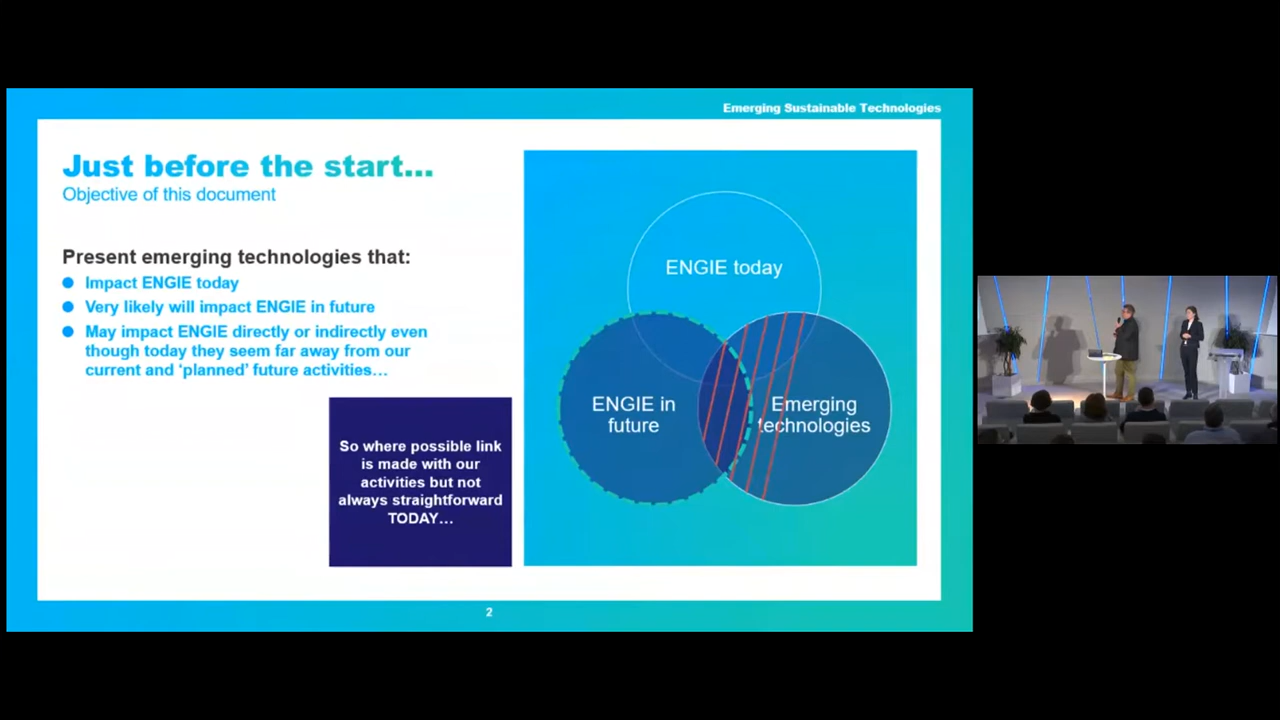 Emerging Sustainable Technologies
Just before the start...
Objective of this document
Present emerging technologies that:
Impact ENGIE today
Very likely will impact ENGIE in future
May impact ENGIE directly or indirectly even
though today they seem far away from our
current and ‘planned’ future activities…
So where possible link
is made with our
activities but not
always straightforward
TODAY…
ENGIE today
ENGIE in
future
Emerging
technologies
2